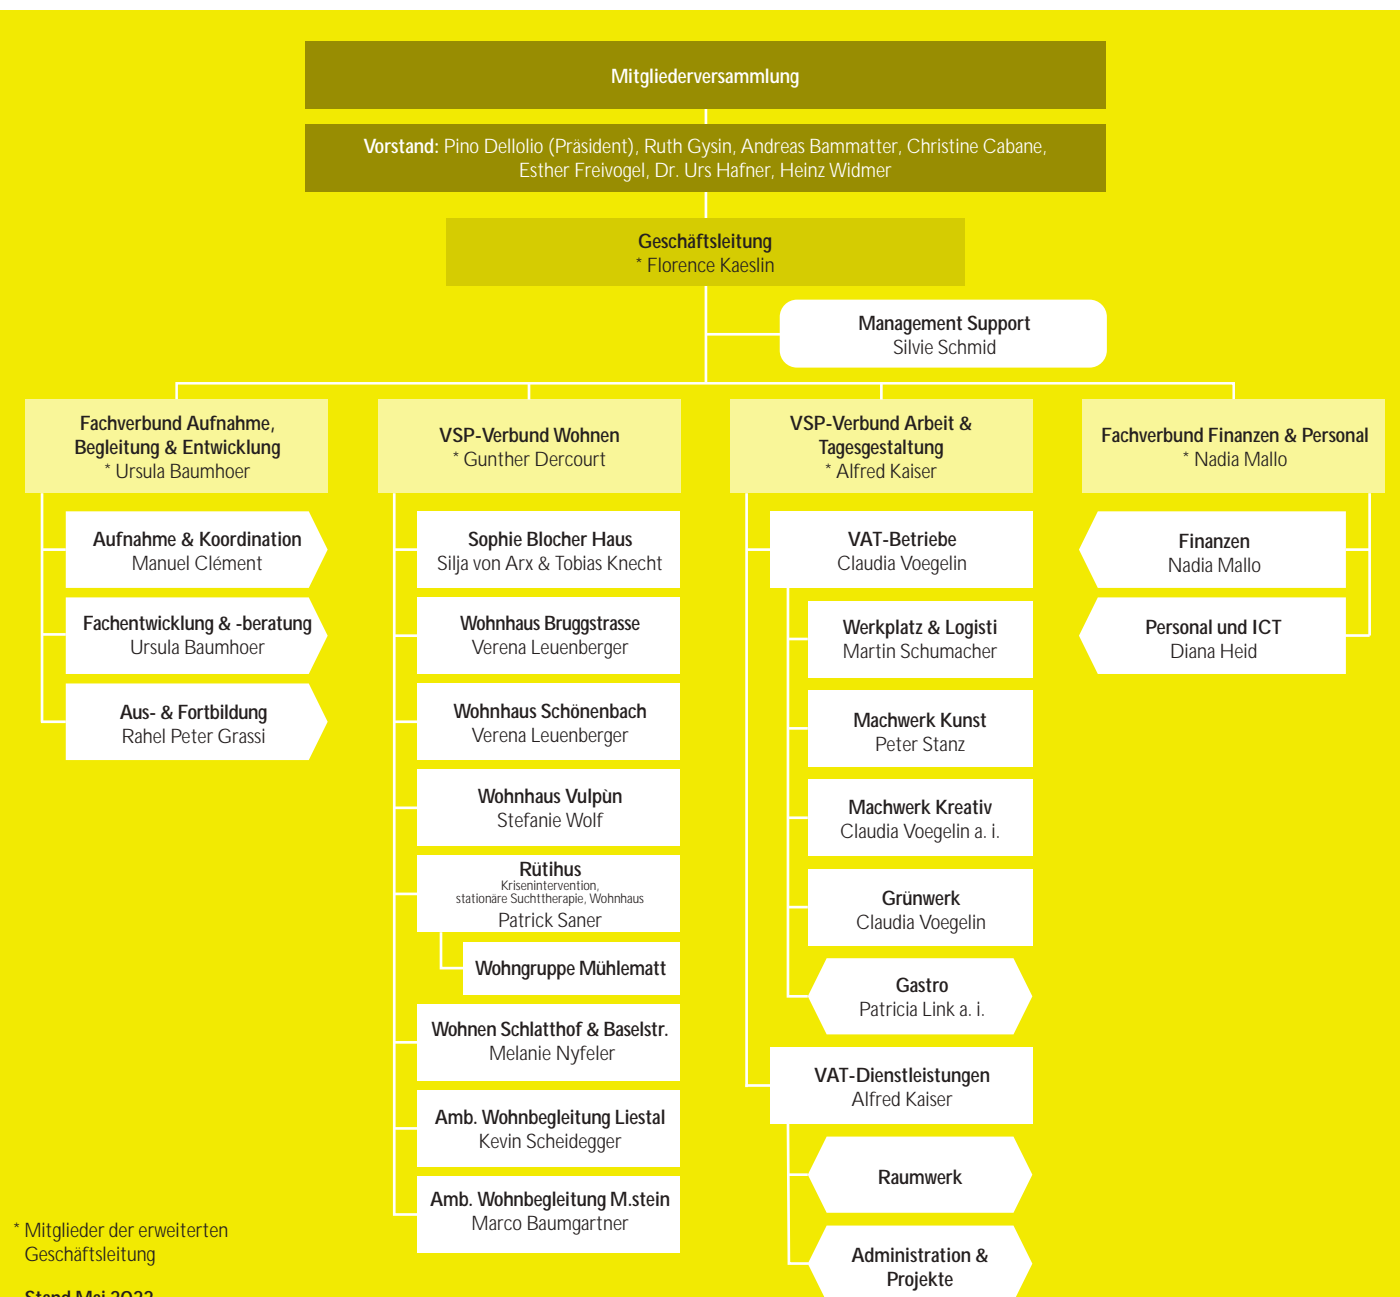 Mitgliederversammlung
Vorstand: Pino Dellolio (Präsident), Ruth Gysin, Andreas Bammatter, Christine Cabane,
Esther Freivogel, Dr. Urs Hafner, Heinz Widmer
Geschäftsleitung
* Florence Kaeslin
Management Support
Silvie Schmid
Fachverbund Aufnahme,
Begleitung & Entwicklung
* Ursula Baumhoer
Aufnahme & Koordination
Manuel Clément
Fachentwicklung & -beratung
Ursula Baumhoer
Aus- & Fortbildung
Rahel Peter Grassi
VSP-Verbund Wohnen
* Gunther Dercourt
Sophie Blocher Haus
Silja von Arx & Tobias Knecht
Wohnhaus Bruggstrasse
Verena Leuenberger
Wohnhaus Schönenbach
Verena Leuenberger
Wohnhaus Vulpùn
Stefanie Wolf
Rütihus
Krisenintervention,
stationäre Suchttherapie, Wohnhaus
Patrick Saner
Wohngruppe Mühlematt
Wohnen Schlatthof & Baselstr.
Melanie Nyfeler
Amb. Wohnbegleitung Liestal
Kevin Scheidegger
Amb. Wohnbegleitung M.stein
Marco Baumgartner
VSP-Verbund Arbeit &
Tagesgestaltung
* Alfred Kaiser
VAT-Betriebe
Claudia Voegelin
Werkplatz & Logisti
Martin Schumacher
Machwerk Kunst
Peter Stanz
Machwerk Kreativ
Claudia Voegelin a. i.
Grünwerk
Claudia Voegelin
Gastro
Patricia Link a. i.
VAT-Dienstleistungen
Alfred Kaiser
Raumwerk
Administration &
Projekte
Fachverbund Finanzen & Personal
* Nadia Mallo
Finanzen
Nadia Mallo
Personal und ICT
Diana Heid
* Mitglieder der erweiterten
Geschäftsleitung
Stand Mai